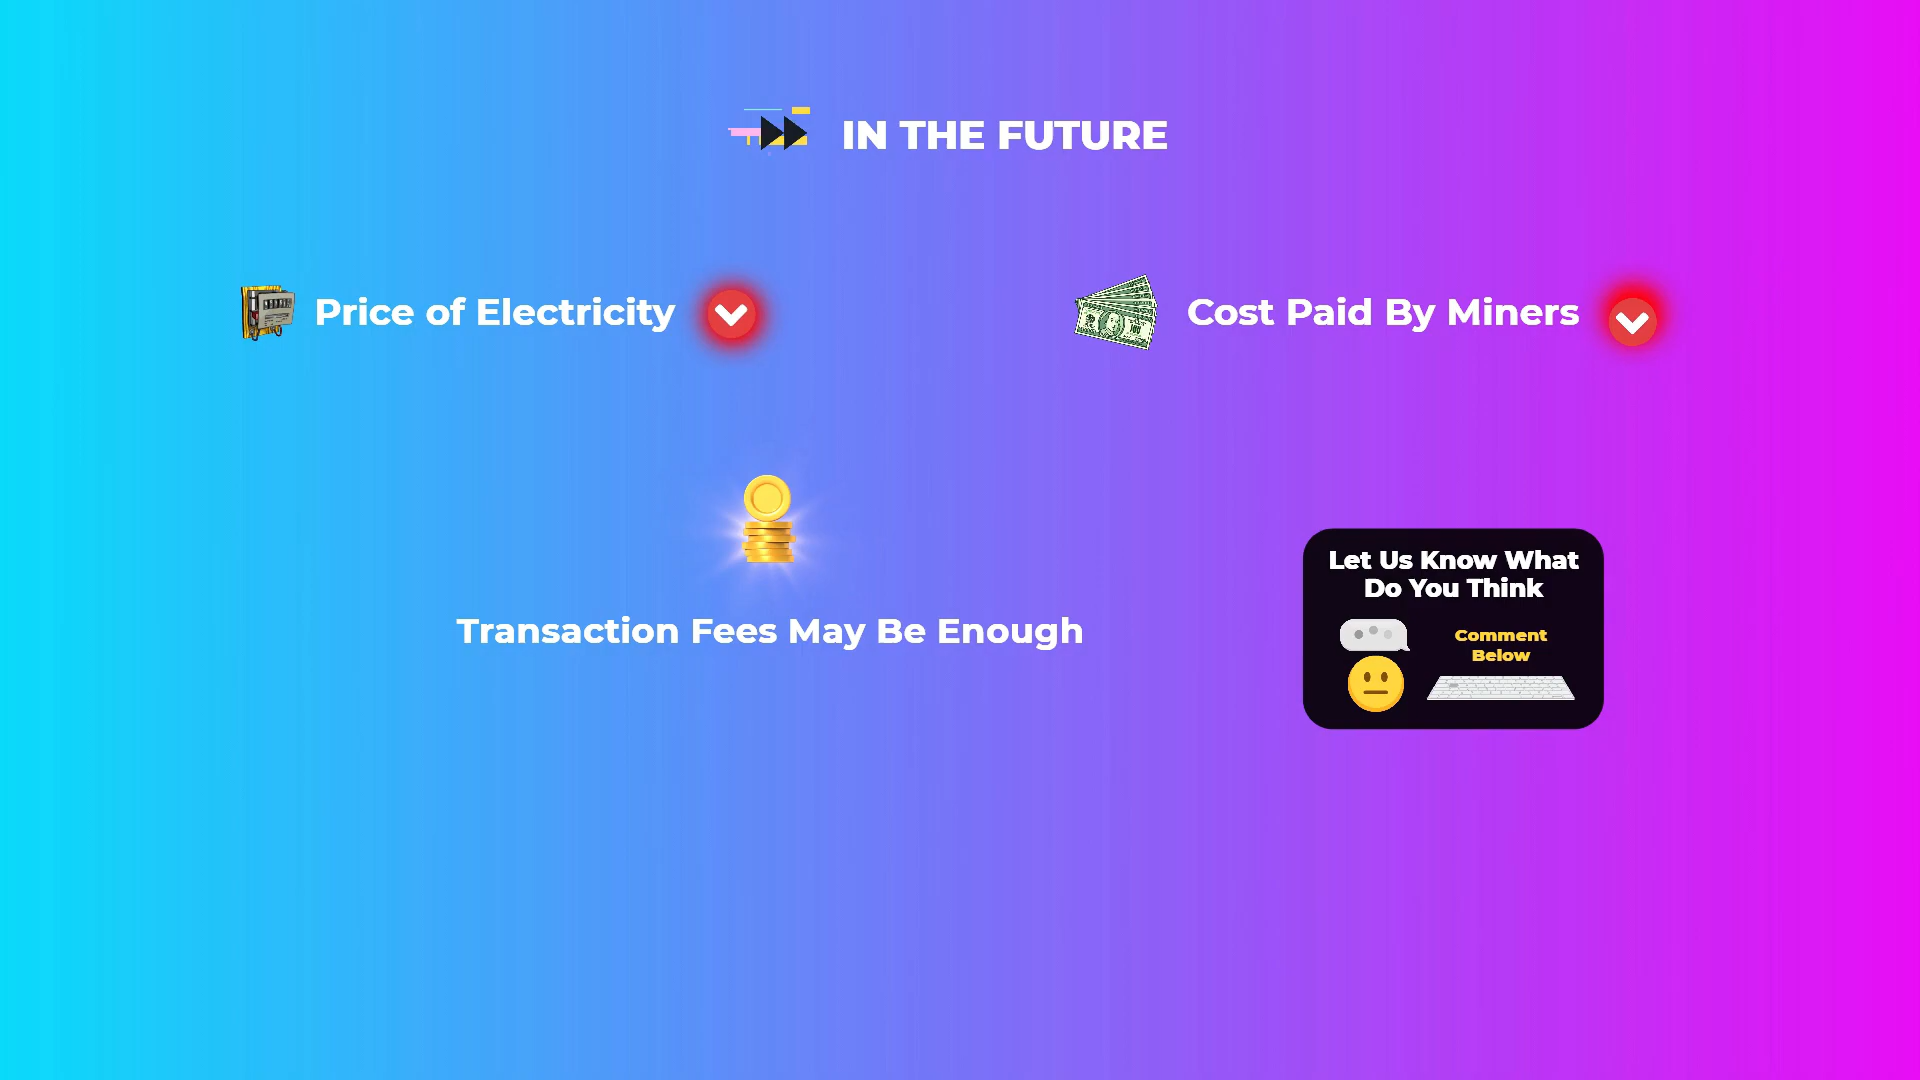 IN THE FUTURE
Price of Electricity
Cost Paid By Miners
Transaction Fees May Be Enough
Let Us Know What
Do You Think
Comment
Below